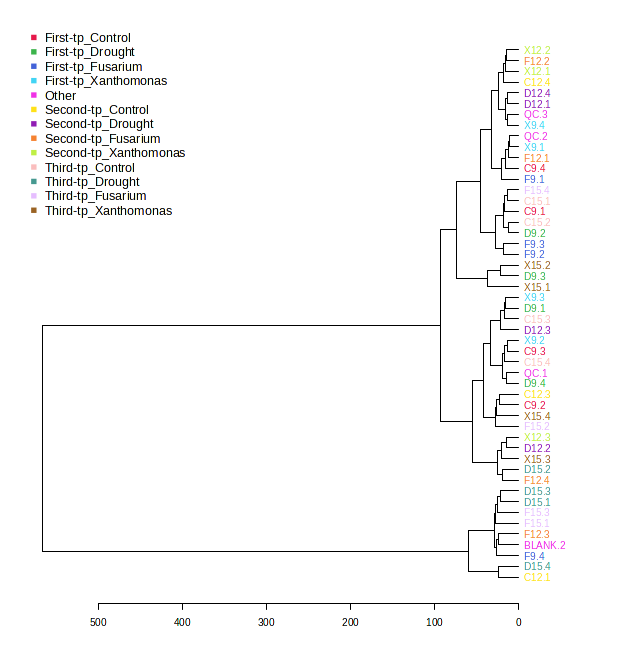 First-tp_Control
First-tp_Drought
First-tp_Fusarium
First-tp_Xanthomonas
Other
Second-tp_Control
Second-tp_Drought
Second-tp_Fusarium
Second-tp_Xanthomonas
Third-tp_Control
Third-tp_Drought
Third-tp_Fusarium
Third-tp_Xanthomonas
X12.2
F12.2
X12.1
C12.4
D12.4
D12.1
QC.3
X9.4
QC.2
X9.1
F12.1
C9.4
F9.1
F15.4
C15.1
C9.1
C15.2
D9.2
F9.3
F9.2
X15.2
D9.3
X15.1
X9.3
D9.1
C15.3
D12.3
X9.2
C9.3
C15.4
QC.1
D9.4
C12.3
C9.2
X15.4
F15.2
X12.3
D12.2
X15.3
D15.2
F12.4
D15.3
D15.1
F15.3
F15.1
F12.3
BLANK.2
F9.4
D15.4
C12.1
500 400 300 200 100 0